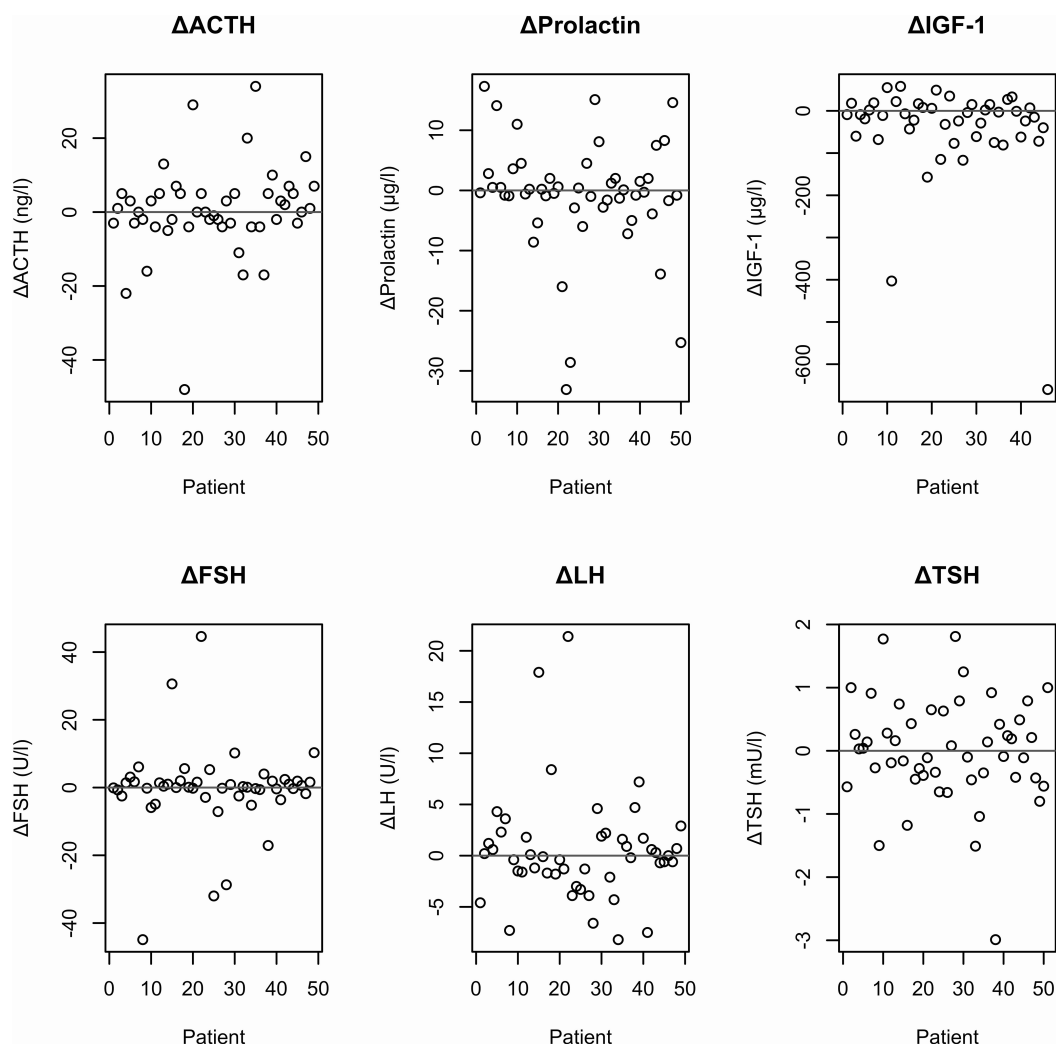 ΔACTH ΔProlactin ΔIGF-1
ΔACTH (ng/l)
20
0
-20
-40
0 10 20 30 40 50
Patient
ΔProlactin (µg/l)
10
0
-10
-20
-30
0 10 20 30 40 50
Patient
ΔIGF-1 (µg/l)
0
-200
-400
-600
0 10 20 30 40
Patient
ΔFSH ΔLH ΔTSH
ΔFSH (U/l)
40
20
0
-20
-40
0 10 20 30 40 50
Patient
ΔLH (U/l)
20
15
10
5
0
-5
0 10 20 30 40 50
Patient
ΔTSH (mU/l)
2
1
0
-1
-2
-3
0 10 20 30 40 50
Patient